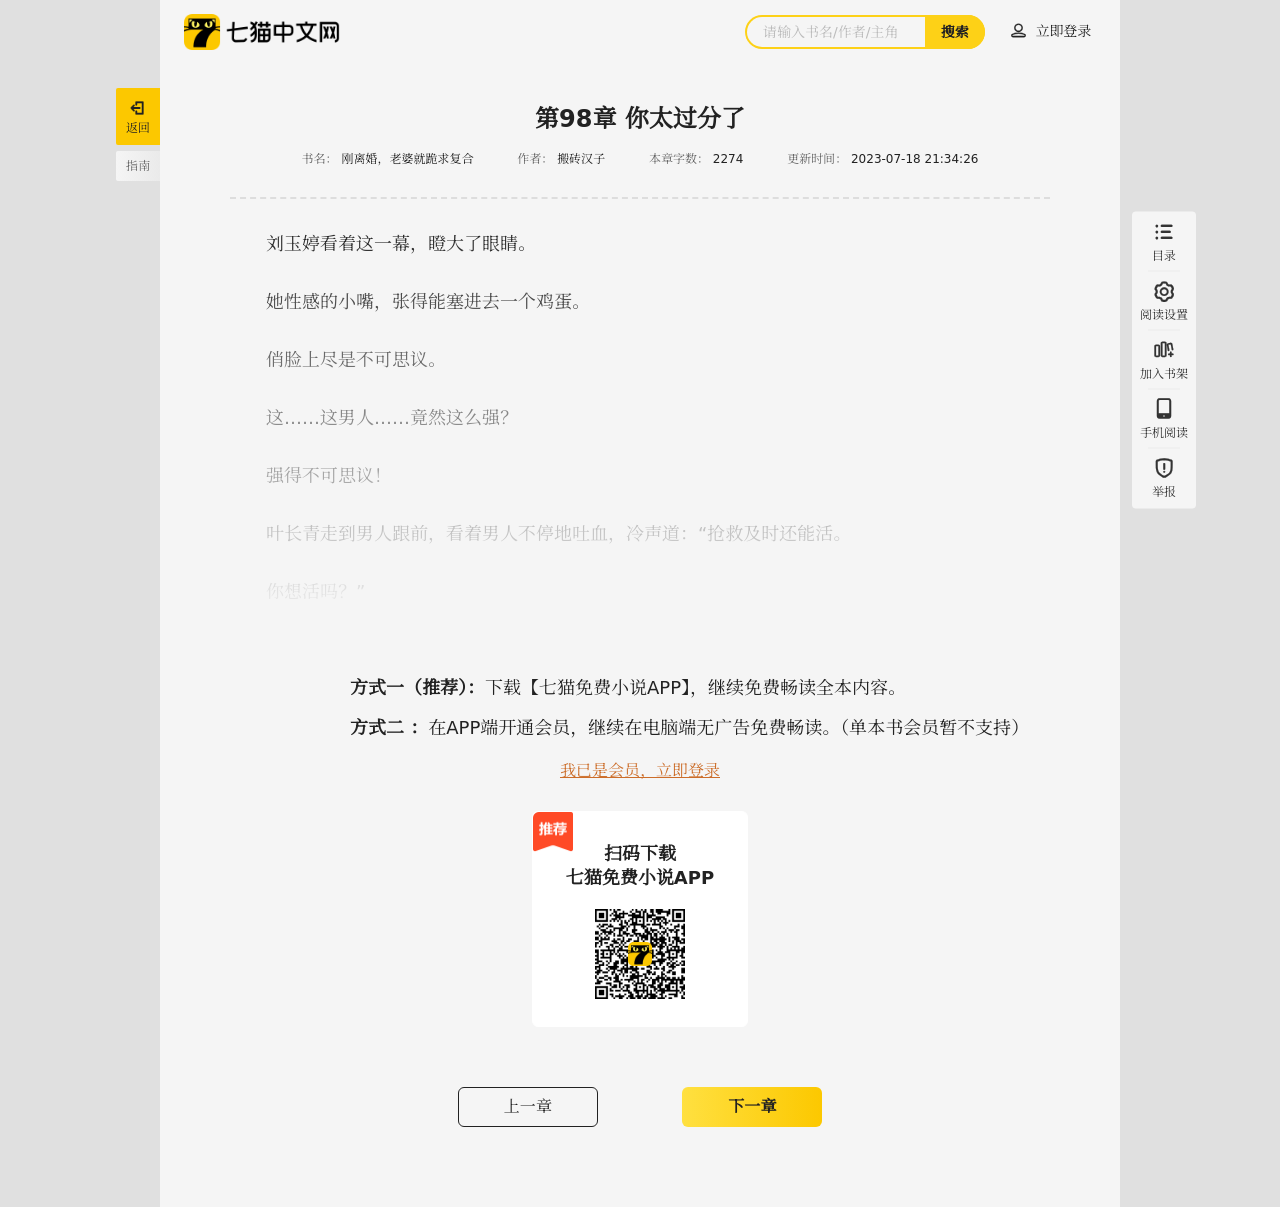 七猫中文网
请输入书名/作者/主角
搜索
立即登录
返回
指南
第98章 你太过分了
书名： 刚离婚，老婆就跪求复合 作者： 搬砖汉子 本章字数： 2274 更新时间： 2023-07-18 21:34:26
刘玉婷看着这一幕，瞪大了眼睛。
她性感的小嘴，张得能塞进去一个鸡蛋。
俏脸上尽是不可思议。
这……这男人……竟然这么强？
强得不可思议！
叶长青走到男人跟前，看着男人不停地吐血，冷声道：“抢救及时还能活。
你想活吗？”
目录
阅读设置
加入书架
手机阅读
举报
方式一（推荐）： 下载【七猫免费小说APP】，继续免费畅读全本内容。
方式二 ： 在APP端开通会员，继续在电脑端无广告免费畅读。（单本书会员暂不支持）
我已是会员，立即登录
推荐
扫码下载
七猫免费小说APP
上一章
下一章